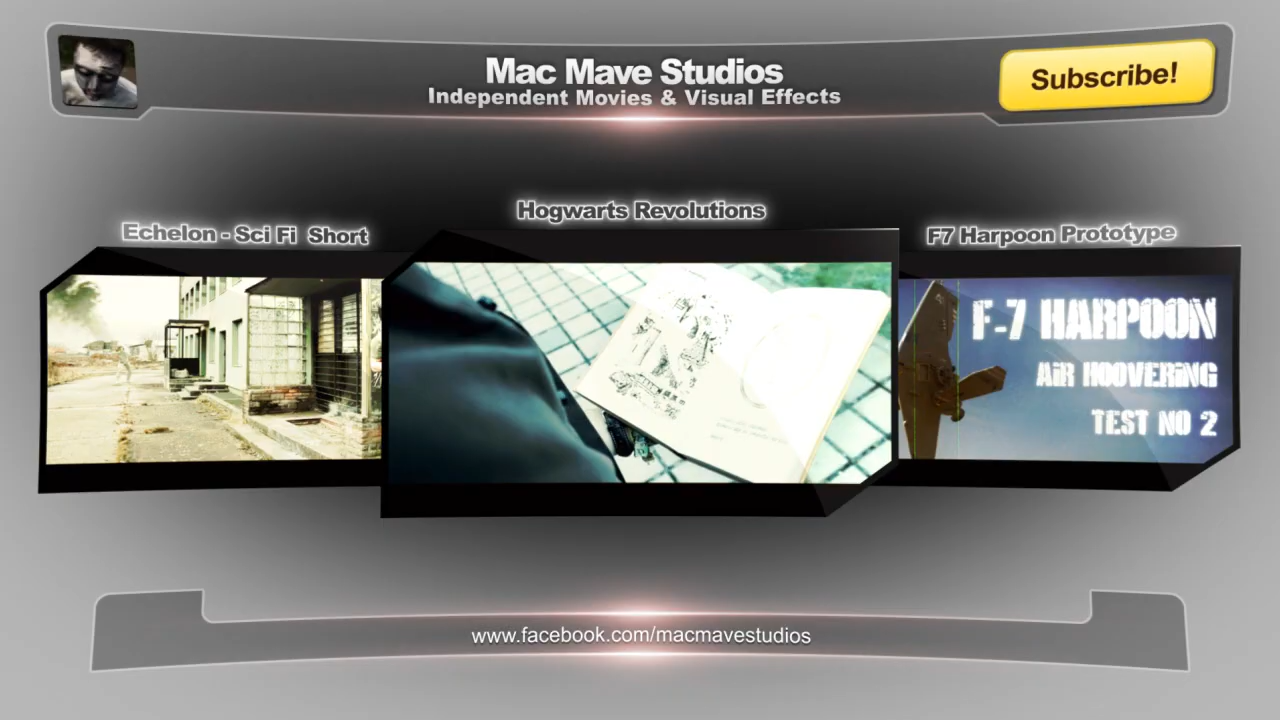 Mac Mave Studios
Independent Movies & Visual Effects
Subscribe!
Echelon - Sci Fi Short
Hogwarts Revolutions
F7 Harpoon Prototype
F-7 HARPOON
AIR HOOVERING
TEST NO 2
www.facebook.com/macmavestudios